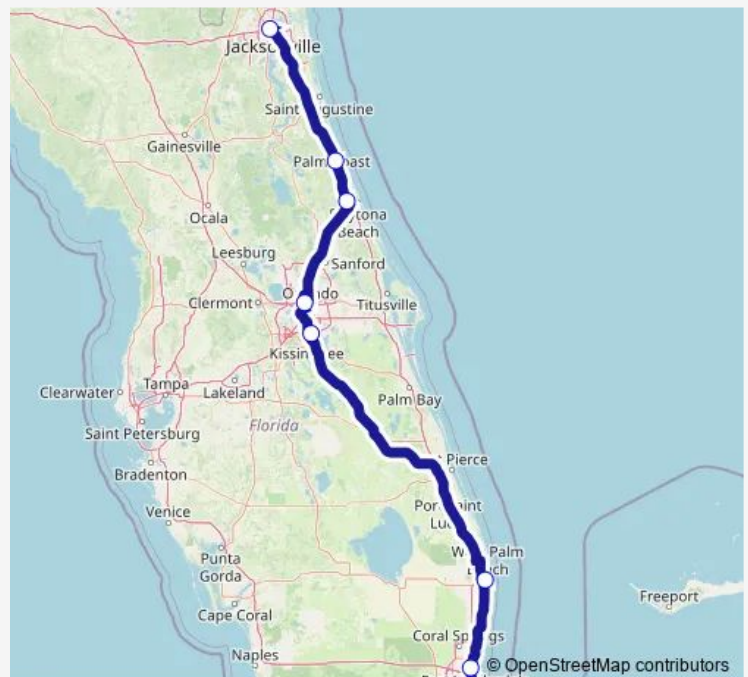 Jacksonville
Saint Augustine
Gainesville
Palm Coast
Ocala
Daytona
Beach
Leesburg
Sanford
Orlando
Clermont
Titusville
Kissimmee
Tampa
Clearwater
Lakeland
Palm Bay
Florida
Saint Petersburg
Pierce
Bradenton
Port Saint
Venice
West Palm
Beach
Punta
Gorda
Freeport
Cape Coral
Coral Springs
Naples
© OpenStreetMap contributors